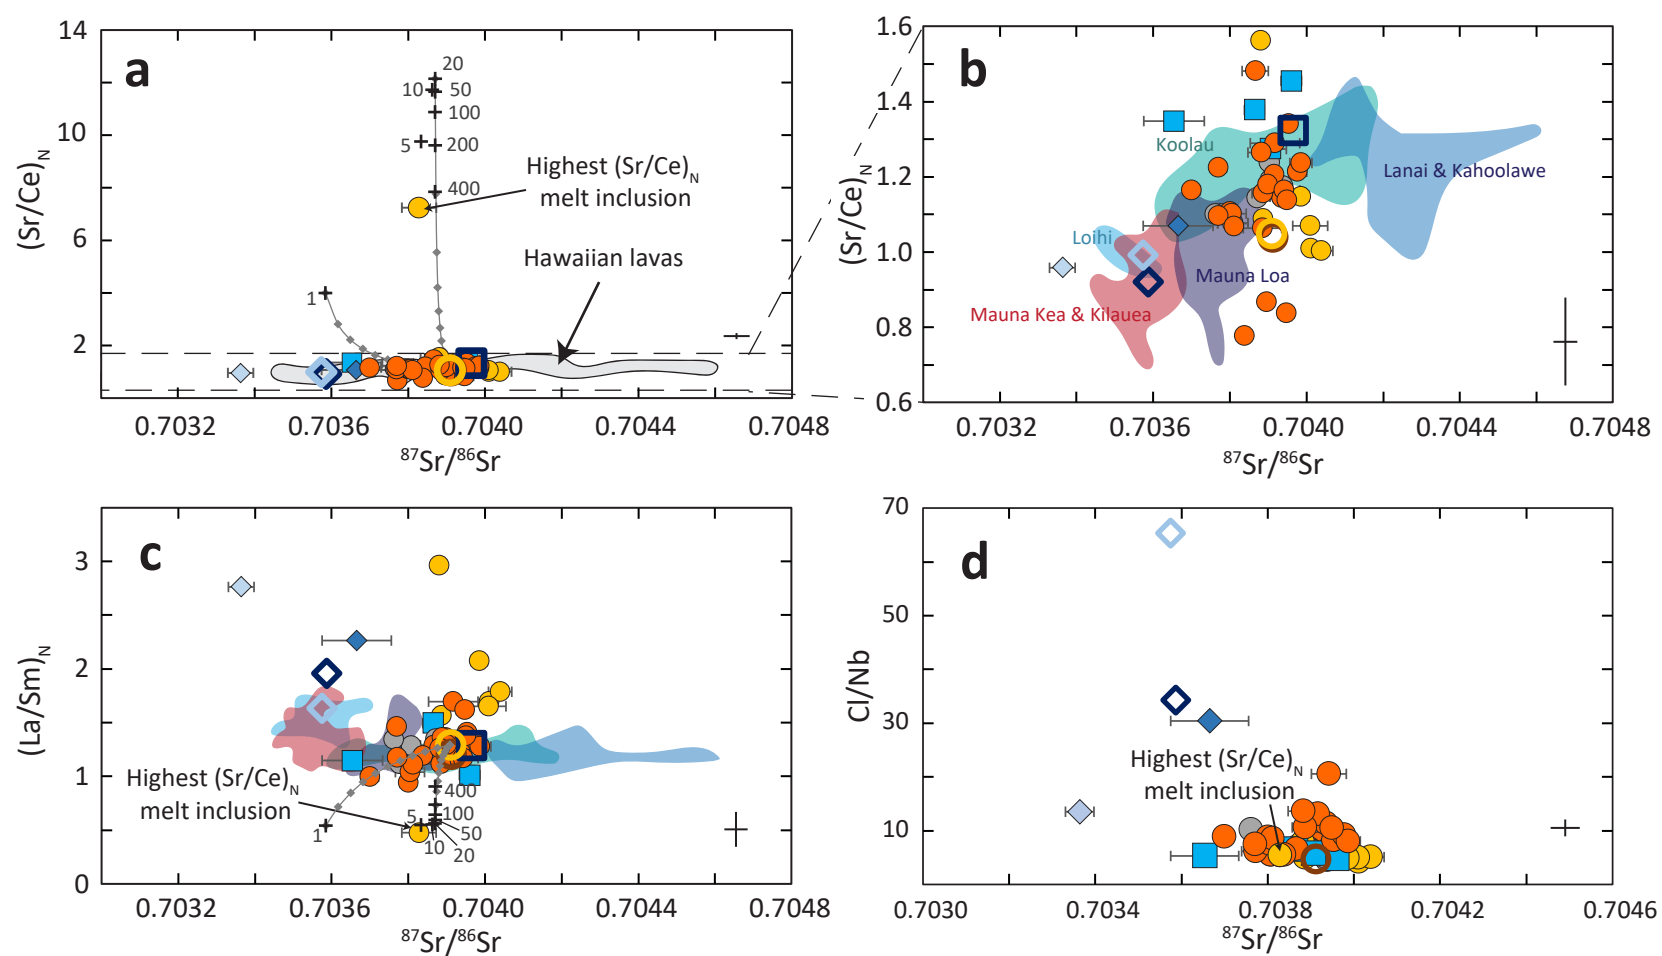 a
14
10
6
2
(Sr/Ce)N
20
10
50
100
5
200
400
1
Highest (Sr/Ce)N
melt inclusion
Hawaiian lavas
0.7032
0.7036
0.7040
0.7044
0.7048
87Sr/86Sr
b
1.6
1.4
1.2
1.0
0.8
0.6
(Sr/Ce)N
Koolau
Lanai & Kahoolawe
Loihi
Mauna Loa
Mauna Kea & Kilauea
0.7032
0.7036
0.7040
0.7044
0.7048
87Sr/86Sr
c
3
2
1
0
(La/Sm)N
Highest (Sr/Ce)N
melt inclusion
400
5
100
1
50
10
20
0.7032
0.7036
0.7040
0.7044
0.7048
87Sr/86Sr
d
70
50
30
10
Cl/Nb
Highest (Sr/Ce)N
melt inclusion
0.7030
0.7034
0.7038
0.7042
0.7046
87Sr/86Sr